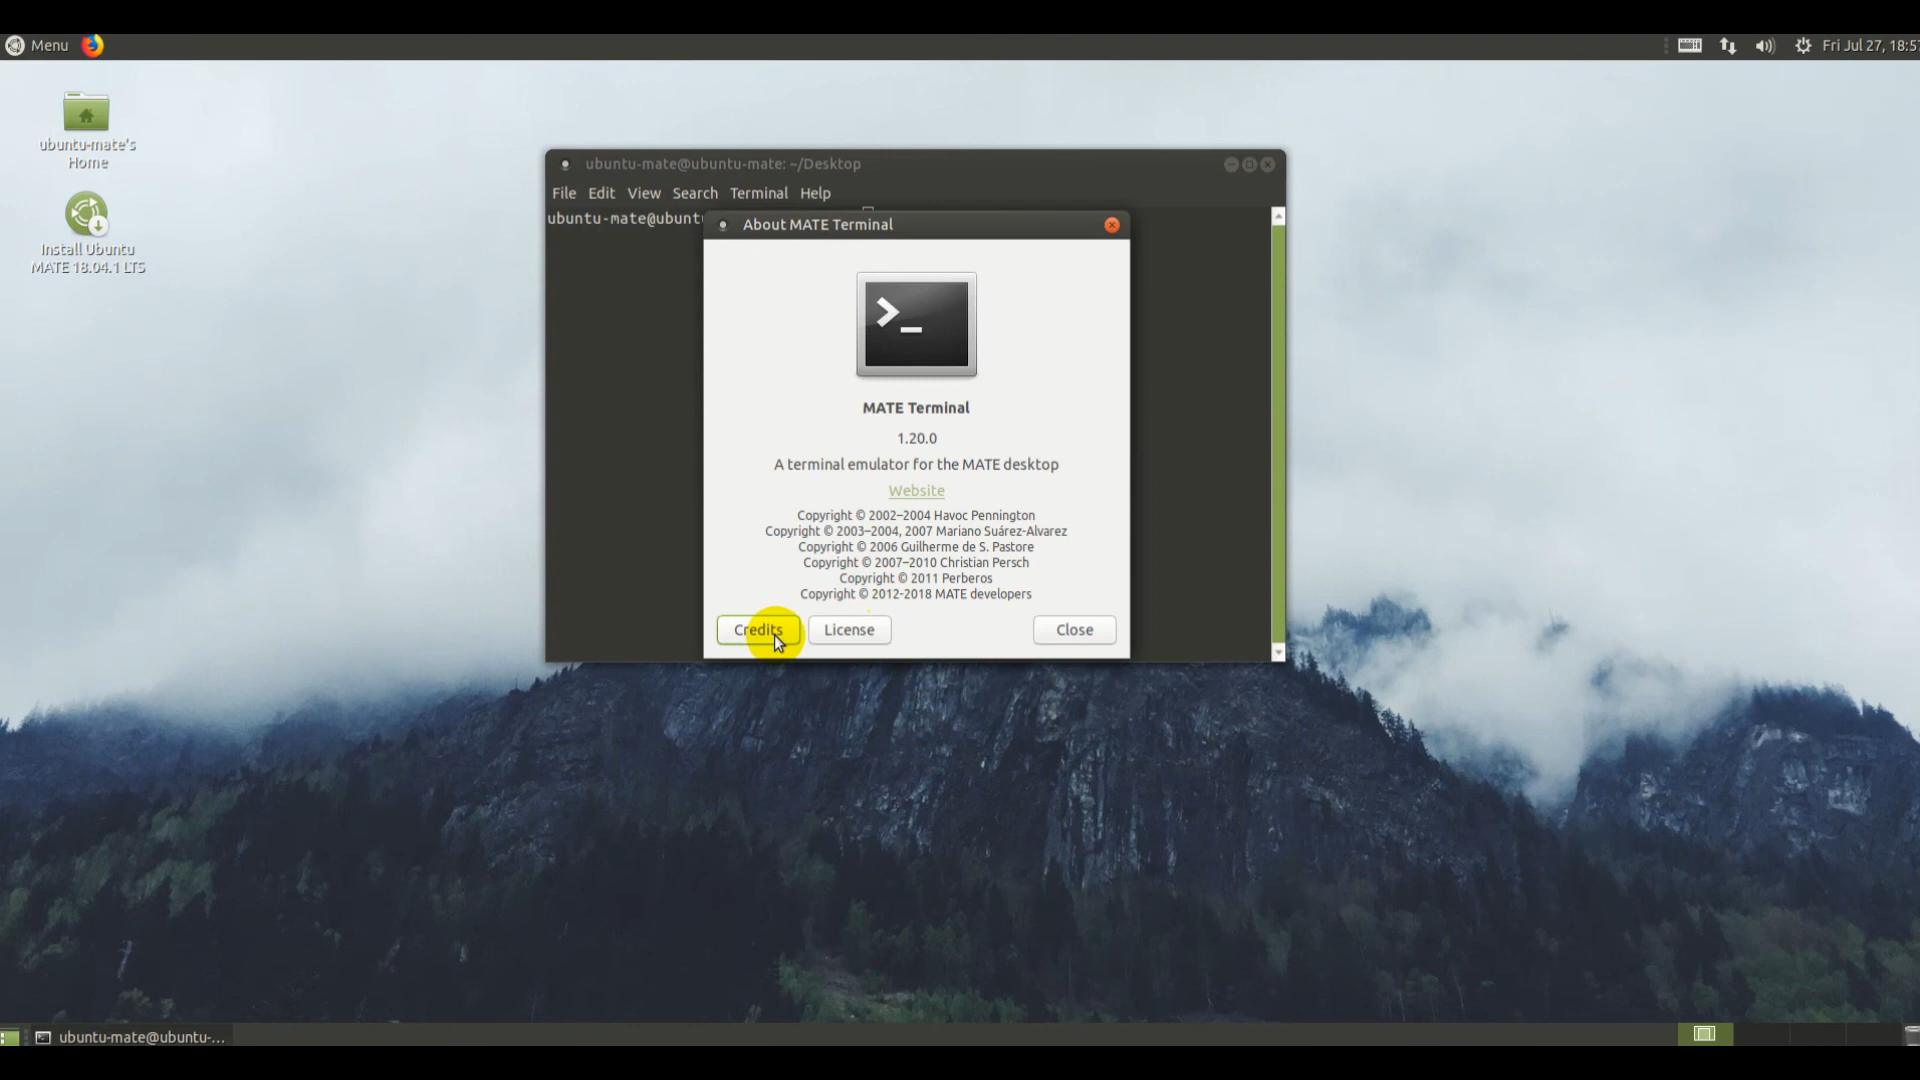 Menu
Fri Jul 27, 18:5
ubuntu-mate's
Home
Install Ubuntu
MATE 18.04.1 LTS
ubuntu-mate@ubuntu-mate: ~/Desktop
File Edit View Search Terminal Help
ubuntu-mate@ubunt
About MATE Terminal
>_
MATE Terminal
1.20.0
A terminal emulator for the MATE desktop
Website
Copyright © 2002–2004 Havoc Pennington
Copyright © 2003–2004, 2007 Mariano Suárez-Alvarez
Copyright © 2006 Guilherme de S. Pastore
Copyright © 2007–2010 Christian Persch
Copyright © 2011 Perberos
Copyright © 2012-2018 MATE developers
Credits License Close
ubuntu-mate@ubuntu-...